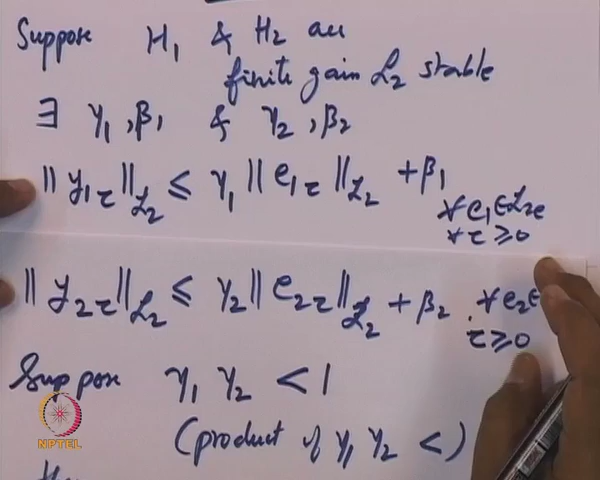 Suppose H₁ & H₂ are
finite gain L₂ stable
∃ γ₁, β₁ & γ₂, β₂
‖y₁τ‖L₂ ≤ γ₁ ‖e₁τ‖L₂ + β₁
∀ e₁ ∈ L₂e
∀ τ ≥ 0
‖y₂τ‖L₂ ≤ γ₂ ‖e₂τ‖L₂ + β₂ ∀ e₂ ∈
τ ≥ 0
Suppose γ₁ γ₂ < 1
(product of γ₁ γ₂ <)
NPTEL